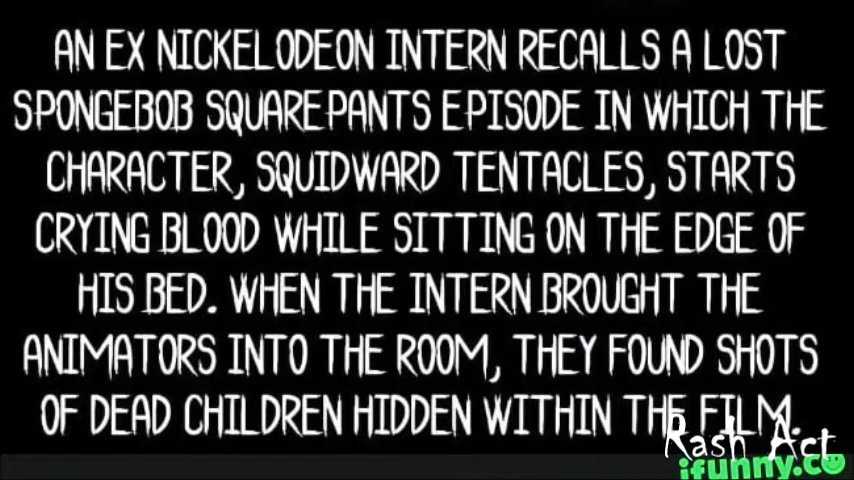 AN EX NICKELODEON INTERN RECALLS A LOST
SPONGEBOB SQUAREPANTS EPISODE IN WHICH THE
CHARACTER, SQUIDWARD TENTACLES, STARTS
CRYING BLOOD WHILE SITTING ON THE EDGE OF
HIS BED. WHEN THE INTERN BROUGHT THE
ANIMATORS INTO THE ROOM, THEY FOUND SHOTS
OF DEAD CHILDREN HIDDEN WITHIN THE FILM.
Rash Act
ifunny.co